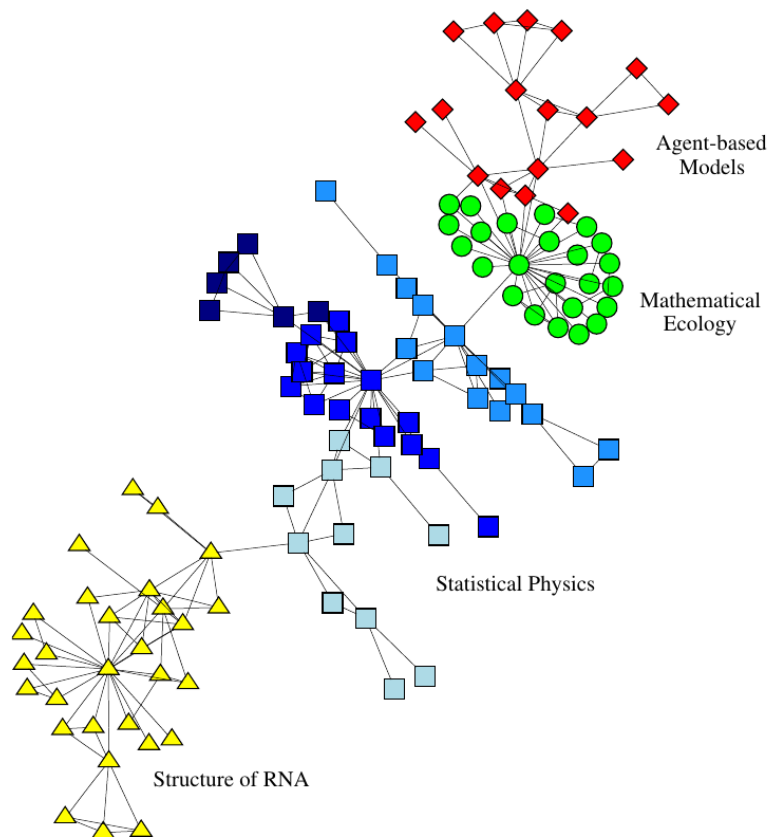 Agent-based
Models
Mathematical
Ecology
Statistical Physics
Structure of RNA